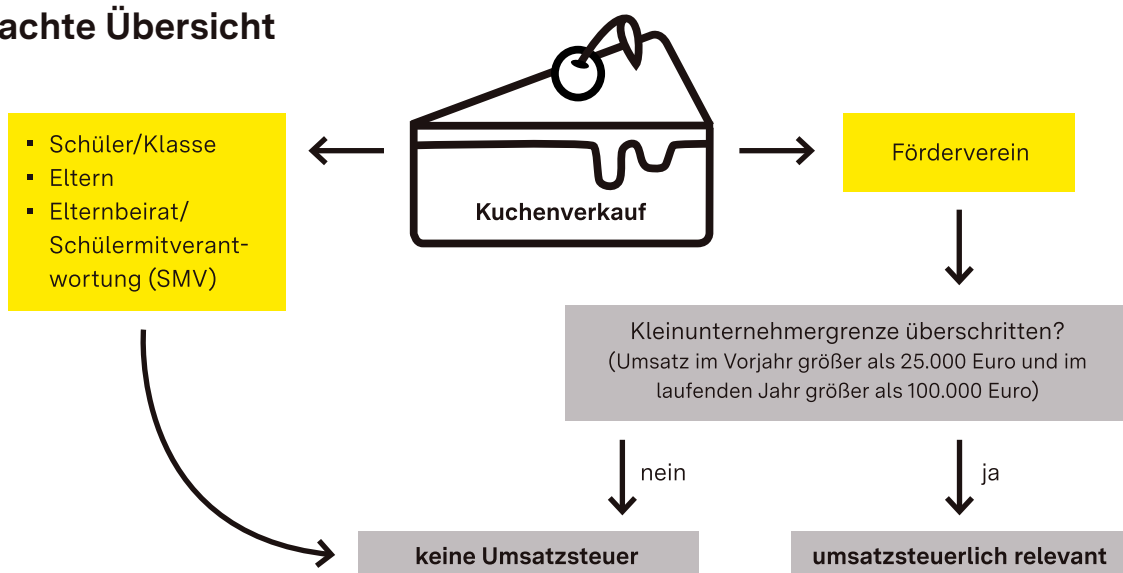 achte Übersicht
Schüler/Klasse
Eltern
Elternbeirat/
Schülermitverant-
wortung (SMV)
Kuchenverkauf
Förderverein
Kleinunternehmergrenze überschritten?
(Umsatz im Vorjahr größer als 25.000 Euro und im
laufenden Jahr größer als 100.000 Euro)
nein
ja
keine Umsatzsteuer
umsatzsteuerlich relevant